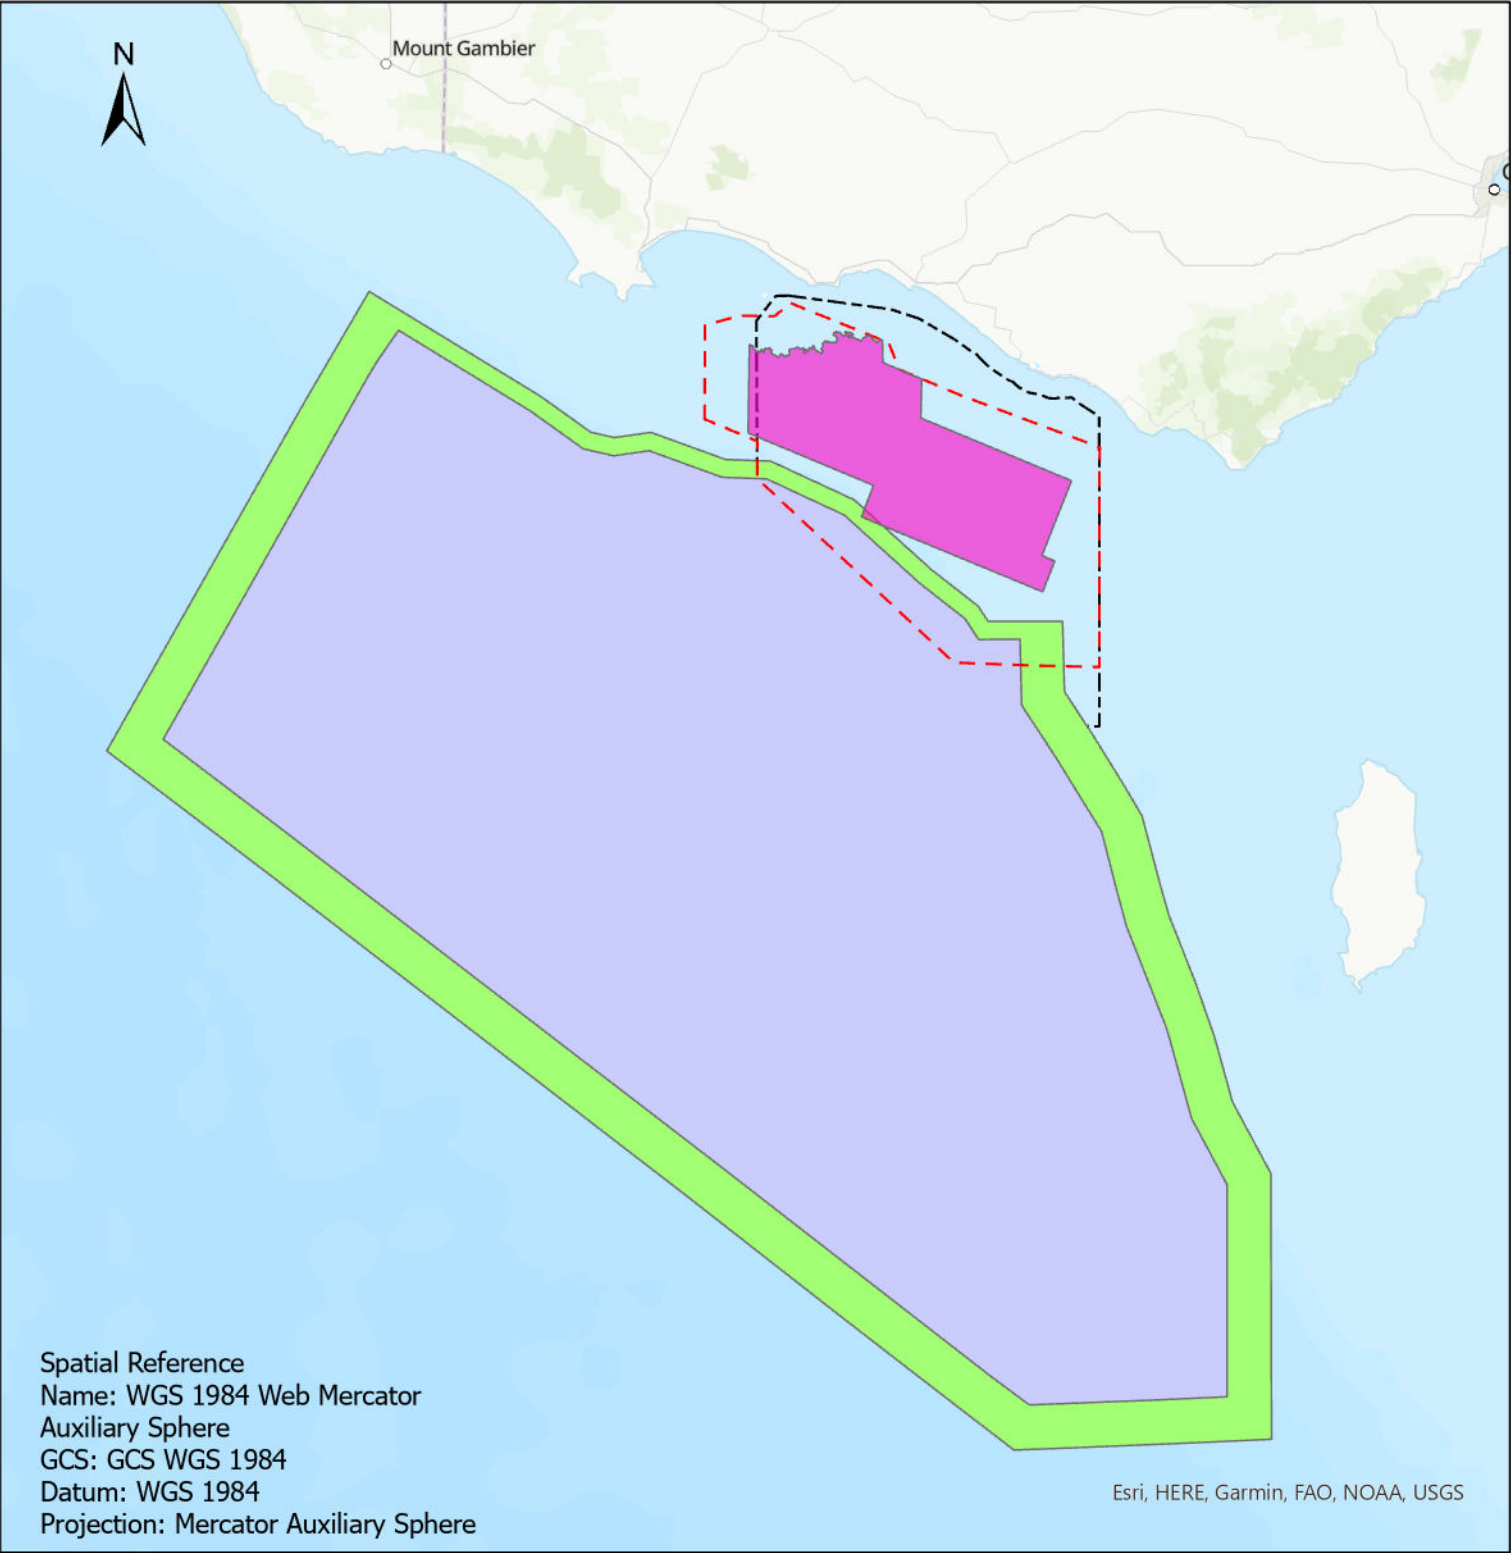 N
Mount Gambier
Spatial Reference
Name: WGS 1984 Web Mercator
Auxiliary Sphere
GCS: GCS WGS 1984
Datum: WGS 1984
Projection: Mercator Auxiliary Sphere
Esri, HERE, Garmin, FAO, NOAA, USGS